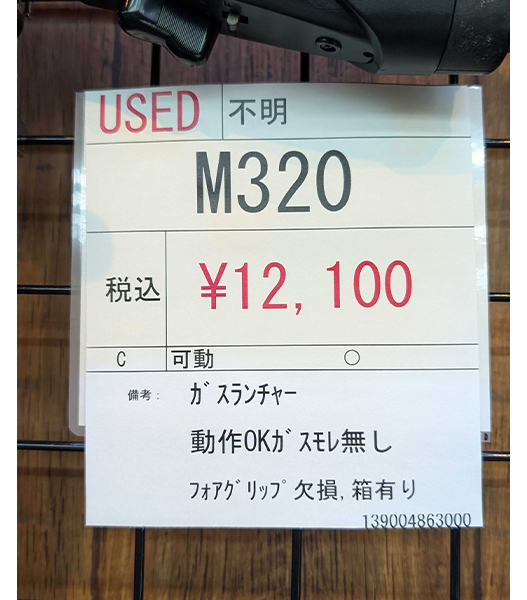 USED 不明
M320
税込 ¥12,100
C 可動 ○
備考: ｶﾞｽランチャー
動作OKｶﾞｽﾓﾚ無し
ﾌｫｱｸﾞﾘｯﾌﾟ欠損,箱有り
139004863000